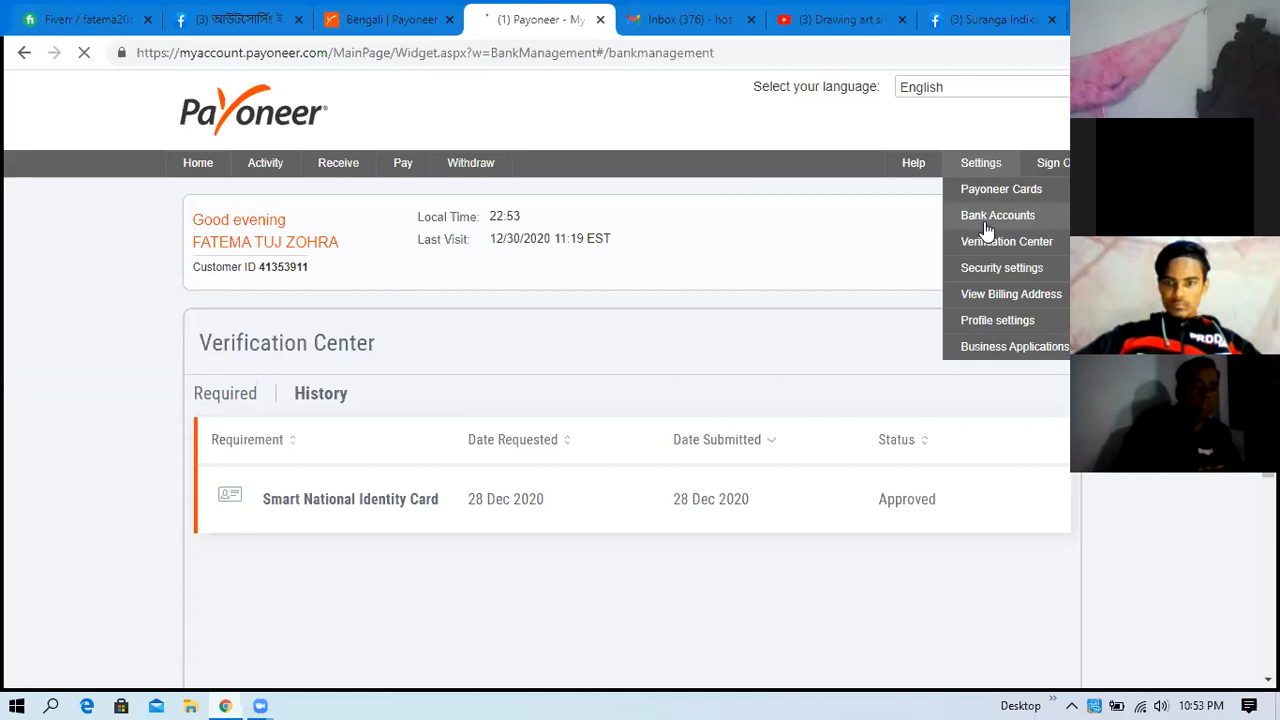 Fiverr / fatema206
(3) আউটসোর্সিং ই
Bengali | Payoneer
(1) Payoneer - My
Inbox (376) - hos
(3) Drawing art si
(3) Suranga Indik
https://myaccount.payoneer.com/MainPage/Widget.aspx?w=BankManagement#/bankmanagement
Select your language: English
Payoneer
Home Activity Receive Pay Withdraw Help Settings Sign O
Payoneer Cards
Bank Accounts
Verification Center
Security settings
View Billing Address
Profile settings
Business Applications
Good evening
FATEMA TUJ ZOHRA
Customer ID 41353911
Local Time: 22:53
Last Visit: 12/30/2020 11:19 EST
Verification Center
Required | History
Requirement Date Requested Date Submitted Status
Smart National Identity Card 28 Dec 2020 28 Dec 2020 Approved
Desktop 10:53 PM